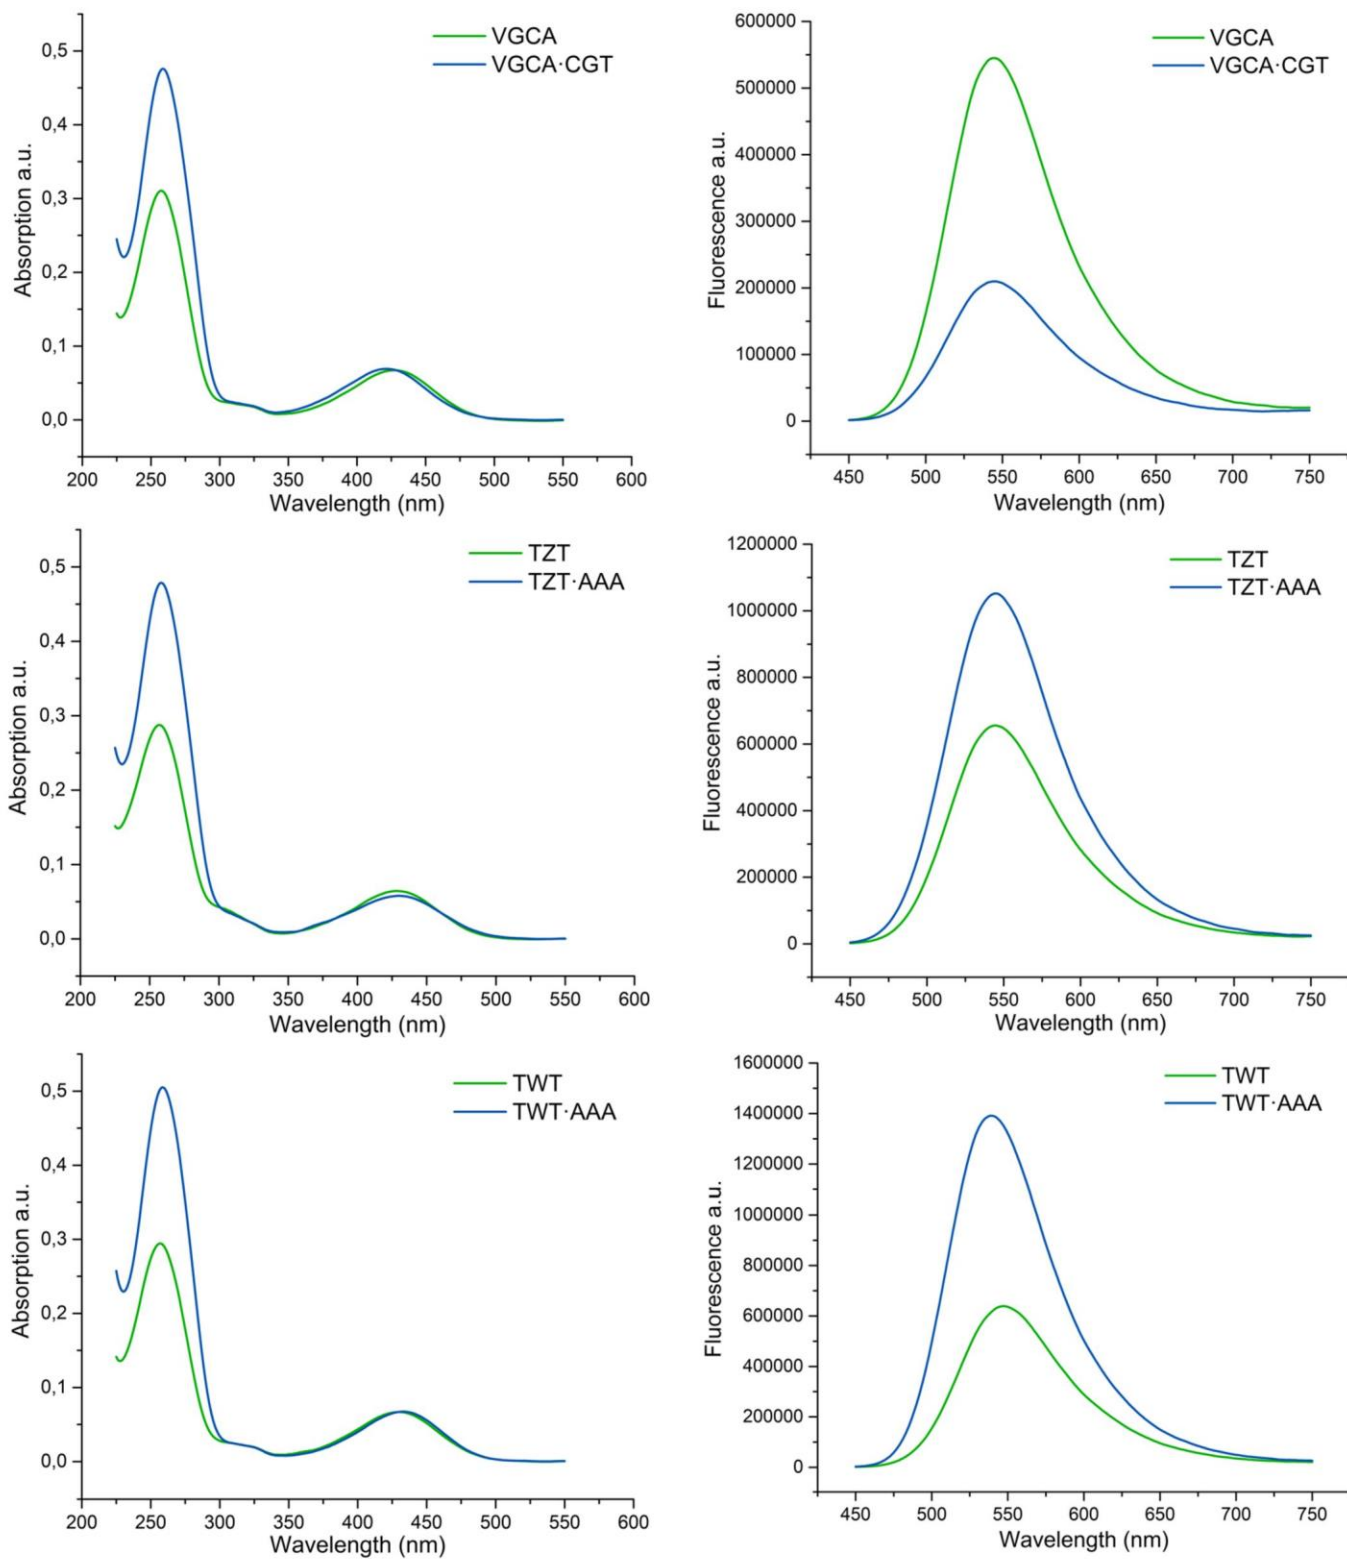 VGCA
VGCA·CGT
0,5
0,4
0,3
0,2
0,1
0,0
Absorption a.u.
200 250 300 350 400 450 500 550 600
Wavelength (nm)
VGCA
VGCA·CGT
600000
500000
400000
300000
200000
100000
0
Fluorescence a.u.
450 500 550 600 650 700 750
Wavelength (nm)
TZT
TZT·AAA
0,5
0,4
0,3
0,2
0,1
0,0
Absorption a.u.
200 250 300 350 400 450 500 550 600
Wavelength (nm)
TZT
TZT·AAA
1200000
1000000
800000
600000
400000
200000
0
Fluorescence a.u.
450 500 550 600 650 700 750
Wavelength (nm)
TWT
TWT·AAA
0,5
0,4
0,3
0,2
0,1
0,0
Absorption a.u.
200 250 300 350 400 450 500 550 600
Wavelength (nm)
TWT
TWT·AAA
1600000
1400000
1200000
1000000
800000
600000
400000
200000
0
Fluorescence a.u.
450 500 550 600 650 700 750
Wavelength (nm)